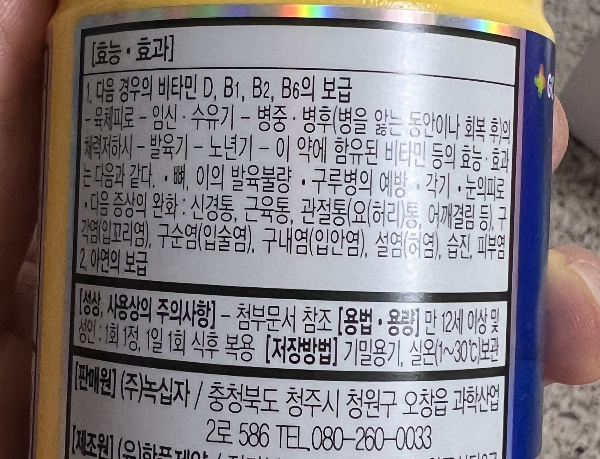 [효능·효과]
1. 다음 경우의 비타민 D, B1, B2, B6의 보급
- 육체피로 - 임신·수유기 - 병중·병후(병을 앓는 동안이나 회복 후)의
체력저하시 - 발육기 - 노년기 - 이 약에 함유된 비타민 등의 효능·효과
는 다음과 같다. ·뼈, 이의 발육불량 ·구루병의 예방 ·각기 ·눈의피로
·다음 증상의 완화 : 신경통, 근육통, 관절통(요(허리)통, 어깨결림 등), 구
각염(입꼬리염), 구순염(입술염), 구내염(입안염), 설염(혀염), 습진, 피부염
2. 아연의 보급
[성상, 사용상의 주의사항] - 첨부문서 참조 [용법·용량] 만 12세 이상 및
성인 : 1회 1정, 1일 1회 식후 복용 [저장방법] 기밀용기, 실온(1~30℃)보관
[판매원] (주)녹십자 / 충청북도 청주시 청원구 오창읍 과학산업
2로 586 TEL.080-260-0033
[제조원]